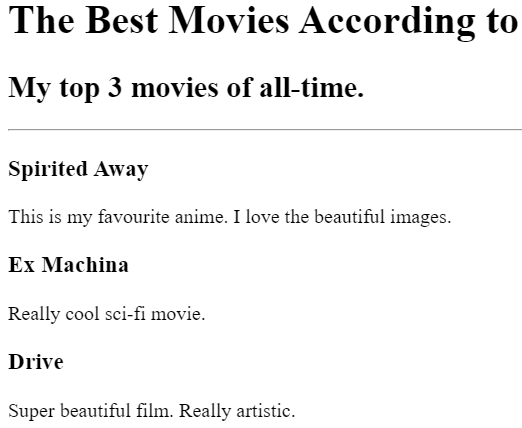 The Best Movies According to
My top 3 movies of all-time.
Spirited Away
This is my favourite anime. I love the beautiful images.
Ex Machina
Really cool sci-fi movie.
Drive
Super beautiful film. Really artistic.